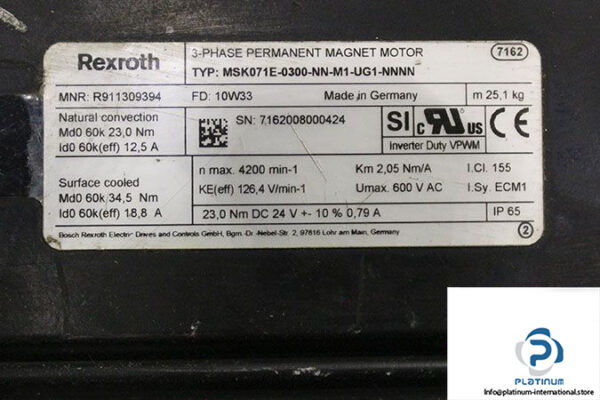 Rexroth
3-PHASE PERMANENT MAGNET MOTOR
7162
TYP: MSK071E-0300-NN-M1-UG1-NNNN
MNR: R911309394
FD: 10W33
Made in Germany
m 25,1 kg
Natural convection
Md0 60k 23,0 Nm
Id0 60k(eff) 12,5 A
SN: 7162008000424
SI
c RU us
CE
Inverter Duty VPWM
Surface cooled
Md0 60k 34,5 Nm
Id0 60k(eff) 18,8 A
n max. 4200 min-1
Km 2,05 Nm/A
I.Cl. 155
KE(eff) 126,4 V/min-1
Umax. 600 V AC
I.Sy. ECM1
23,0 Nm DC 24 V +- 10 % 0,79 A
IP 65
Bosch Rexroth Electric Drives and Controls GmbH, Bgm.-Dr.-Nebel-Str. 2, 97816 Lohr am Main, Germany
2
PLATINUM
https://platinum-international.store